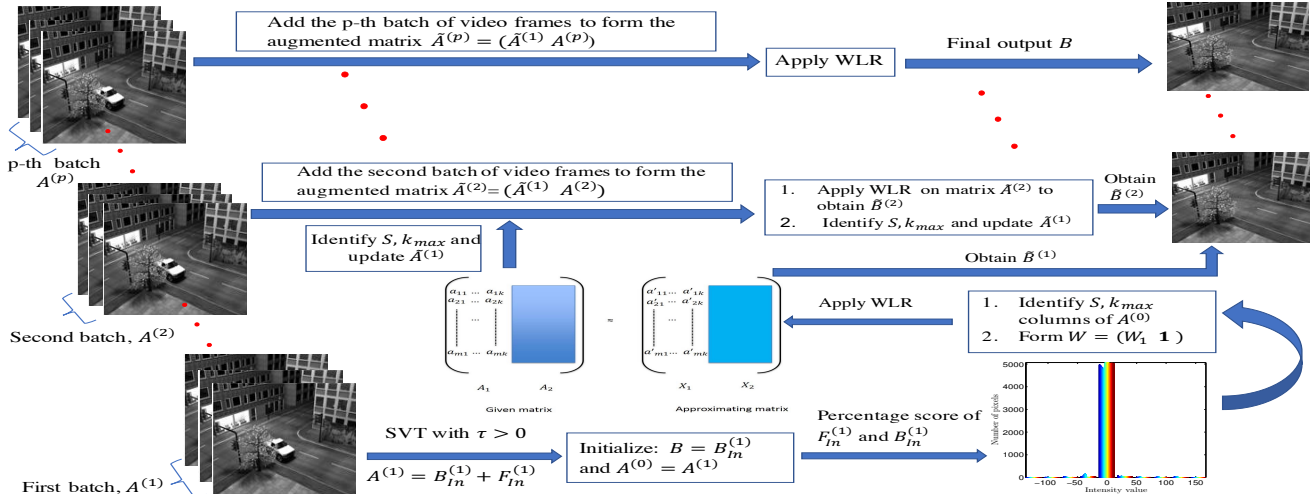 Add the p-th batch of video frames to form the
augmented matrix Ã⁽ᵖ⁾ = (Ã⁽¹⁾ A⁽ᵖ⁾)
Apply WLR
Final output B
p-th batch
A⁽ᵖ⁾
Add the second batch of video frames to form the
augmented matrix Ã⁽²⁾= (Ã⁽¹⁾ A⁽²⁾)
1. Apply WLR on matrix Ã⁽²⁾ to
obtain B̃⁽²⁾
2. Identify S, k_max and update Ã⁽¹⁾
Obtain
B̃⁽²⁾
Identify S, k_max and
update Ã⁽¹⁾
Obtain B̃⁽¹⁾
Second batch, A⁽²⁾
a₁₁ ... a₁ₖ
a₂₁ ... a₂ₖ
...
aₘ₁ ... aₘₖ
A₁ A₂
Given matrix
=
a'₁₁ ... a'₁ₖ
a'₂₁ ... a'₂ₖ
...
a'ₘ₁ ... a'ₘₖ
X₁ X₂
Approximating matrix
Apply WLR
1. Identify S, k_max
columns of A⁽⁰⁾
2. Form W = (W₁ 𝟏 )
First batch, A⁽¹⁾
SVT with τ > 0
A⁽¹⁾ = B_In⁽¹⁾ + F_In⁽¹⁾
Initialize: B = B_In⁽¹⁾
and A⁽⁰⁾ = A⁽¹⁾
Percentage score of
F_In⁽¹⁾ and B_In⁽¹⁾
Number of pixels
5000
4000
3000
2000
1000
0
-100 -50 0 50 100 150
Intensity value